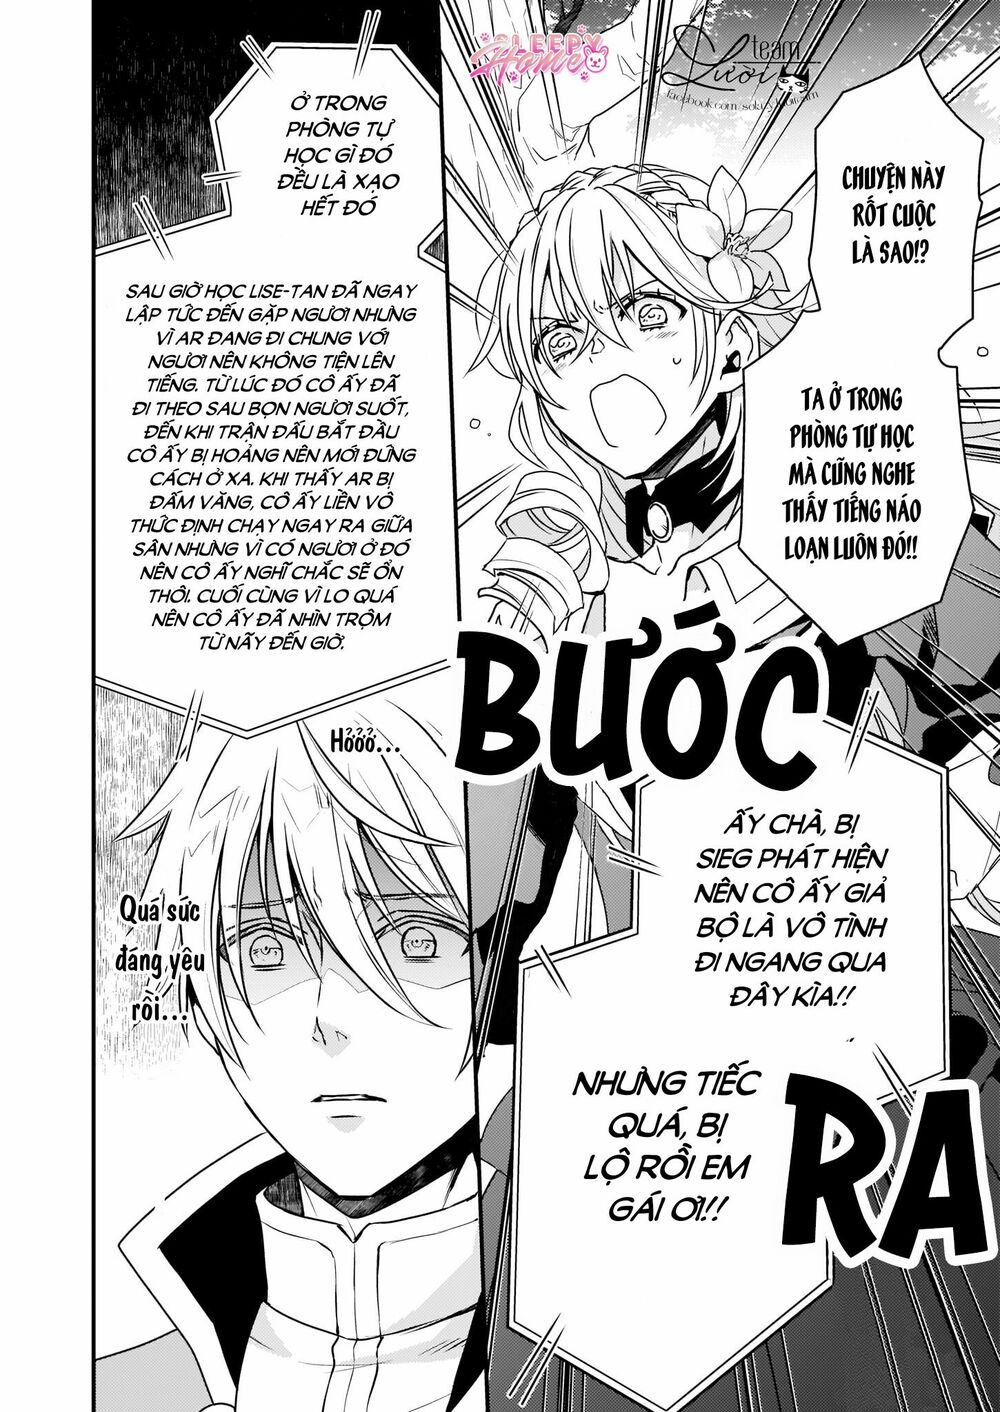 SLEEPY
Home
team
Lười
CHUYỆN NÀY
RỐT CUỘC
LÀ SAO!?
TA Ở TRONG
PHÒNG TỰ HỌC
MÀ CŨNG NGHE
THẤY TIẾNG NÁO
LOẠN LUÔN ĐÓ!!
BƯỚC
RA
ẤY CHÀ, BỊ
SIEG PHÁT HIỆN
NÊN CÔ ẤY GIẢ
BỘ LÀ VÔ TÌNH
ĐI NGANG QUA
ĐÂY KÌA!!
NHƯNG TIẾC
QUÁ, BỊ
LỘ RỒI EM
GÁI ƠI!!
Ở TRONG
PHÒNG TỰ
HỌC GÌ ĐÓ
ĐỀU LÀ XẠO
HẾT ĐÓ
SAU GIỜ HỌC LISE-TAN ĐÃ NGAY
LẬP TỨC ĐẾN GẶP NGƯƠI NHƯNG
VÌ AR ĐANG ĐI CHUNG VỚI
NGƯƠI NÊN KHÔNG TIỆN LÊN
TIẾNG. TỪ LÚC ĐÓ CÔ ẤY ĐÃ
ĐI THEO SAU BỌN NGƯƠI SUỐT,
ĐẾN KHI TRẬN ĐẤU BẮT ĐẦU
CÔ ẤY BỊ HOẢNG NÊN MỚI ĐỨNG
CÁCH Ở XA. KHI THẤY AR BỊ
ĐẤM VĂNG, CÔ ẤY LIỀN VÔ
THỨC ĐỊNH CHẠY NGAY RA GIỮA
SÂN NHƯNG VÌ CÓ NGƯƠI Ở ĐÓ
NÊN CÔ ẤY NGHĨ CHẮC SẼ ỔN
THÔI. CUỐI CÙNG VÌ LO QUÁ
NÊN CÔ ẤY ĐÃ NHÌN TRỘM
TỪ NÃY ĐẾN GIỜ.
Hởởở...
Quá sức
đáng yêu
rồi...